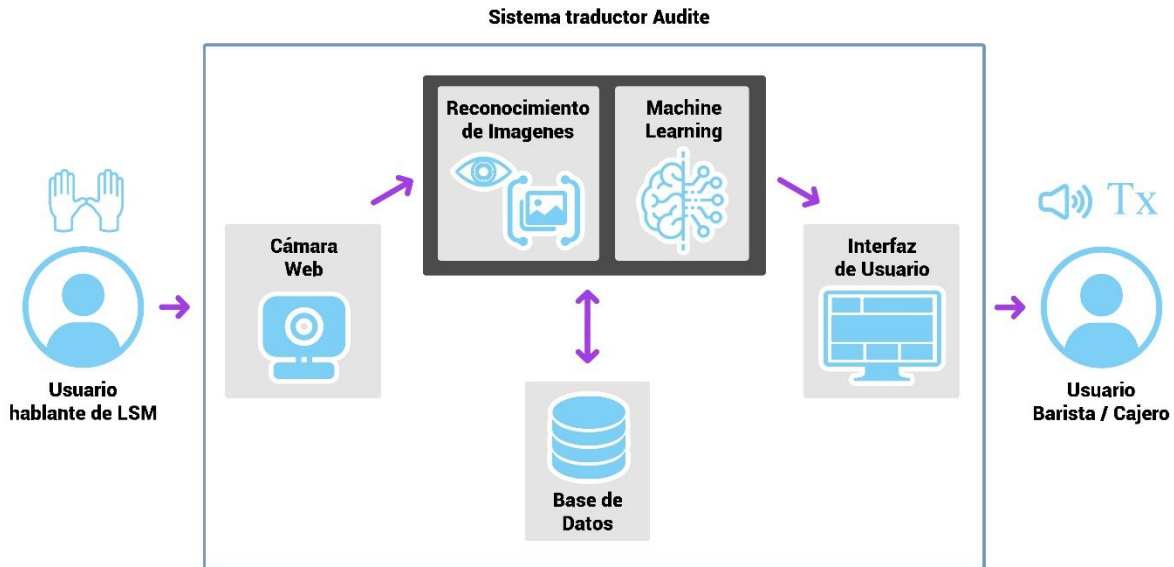 Sistema traductor Audite
Reconocimiento
de Imagenes
Machine
Learning
Cámara
Web
Interfaz
de Usuario
Tx
Usuario
hablante de LSM
Usuario
Barista / Cajero
Base de
Datos